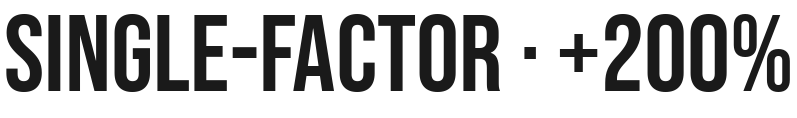 SINGLE-FACTOR · +200%